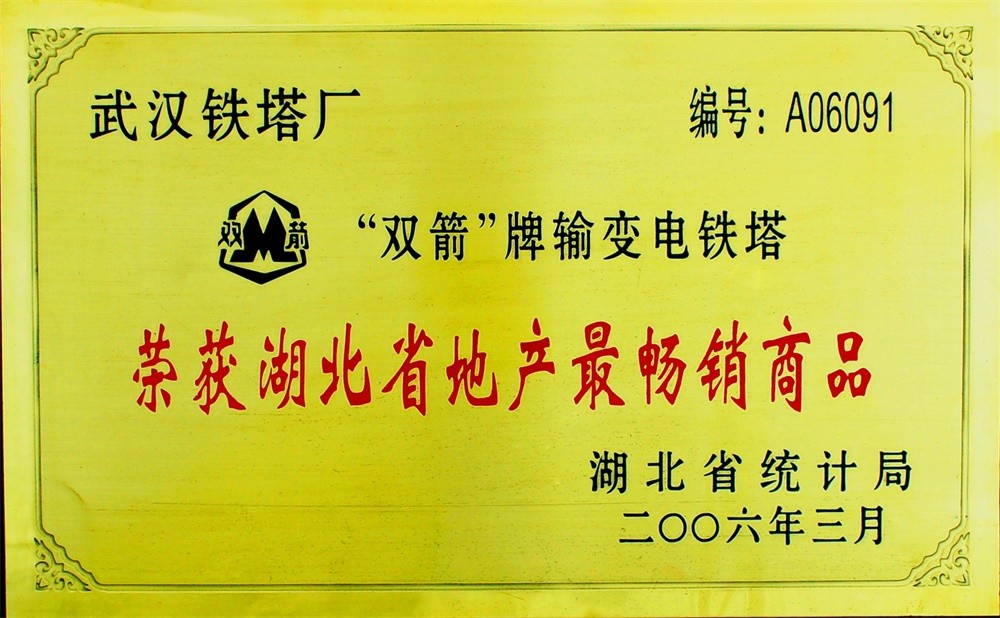 武汉铁塔厂 编号：A06091
双 箭 “双箭”牌输变电铁塔
荣获湖北省地产最畅销商品
湖北省统计局
二〇〇六年三月